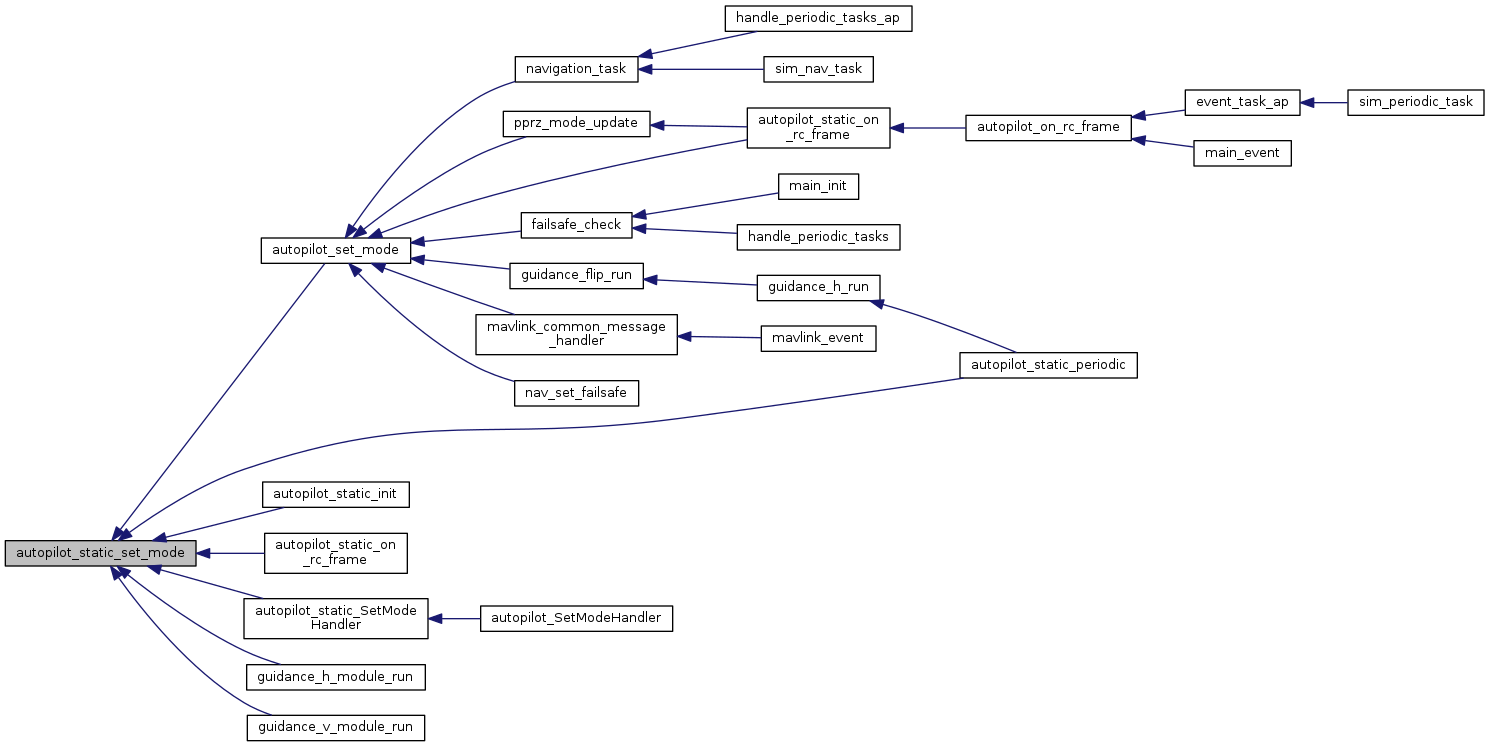 handle_periodic_tasks_ap
navigation_task
sim_nav_task
event_task_ap
sim_periodic_task
pprz_mode_update
autopilot_static_on
_rc_frame
autopilot_on_rc_frame
main_event
main_init
failsafe_check
handle_periodic_tasks
autopilot_set_mode
guidance_flip_run
guidance_h_run
mavlink_common_message
_handler
mavlink_event
autopilot_static_periodic
nav_set_failsafe
autopilot_static_init
autopilot_static_set_mode
autopilot_static_on
_rc_frame
autopilot_static_SetMode
Handler
autopilot_SetModeHandler
guidance_h_module_run
guidance_v_module_run